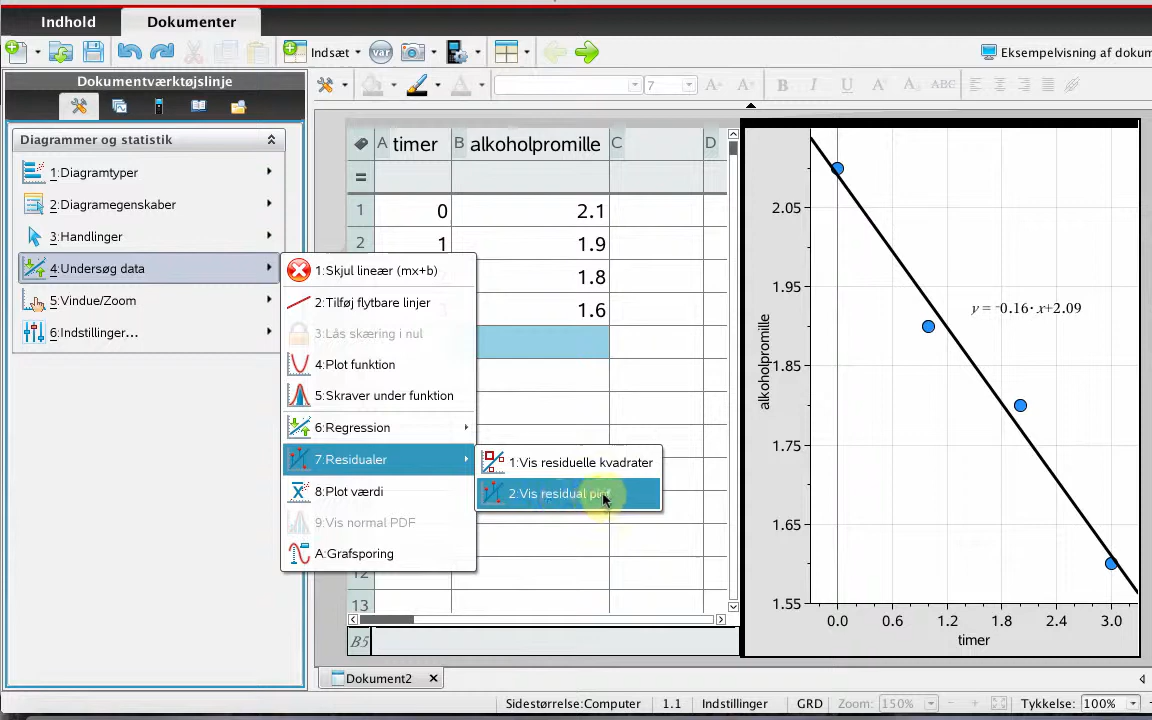 Indhold
Dokumenter
Indsæt
var
Eksempelvisning af dokum
Dokumentværktøjslinje
7
A-
A+
B I U A ABC
Diagrammer og statistik
1:Diagramtyper
2:Diagramegenskaber
3:Handlinger
4:Undersøg data
5:Vindue/Zoom
6:Indstillinger...
1:Skjul lineær (mx+b)
2:Tilføj flytbare linjer
3:Lås skæring i nul
4:Plot funktion
5:Skraver under funktion
6:Regression
7:Residualer
8:Plot værdi
9:Vis normal PDF
A:Grafsporing
1:Vis residuelle kvadrater
2:Vis residual plot
A timer B alkoholpromille C D
=
1 0 2.1
2 1 1.9
1.8
1.6
12
13
B5
2.05
1.95
1.85
1.75
1.65
1.55
alkoholpromille
y = ⁻0.16· x+2.09
0.0 0.6 1.2 1.8 2.4 3.0
timer
Dokument2
Sidestørrelse:Computer 1.1 Indstillinger GRD Zoom: 150% Tykkelse: 100%